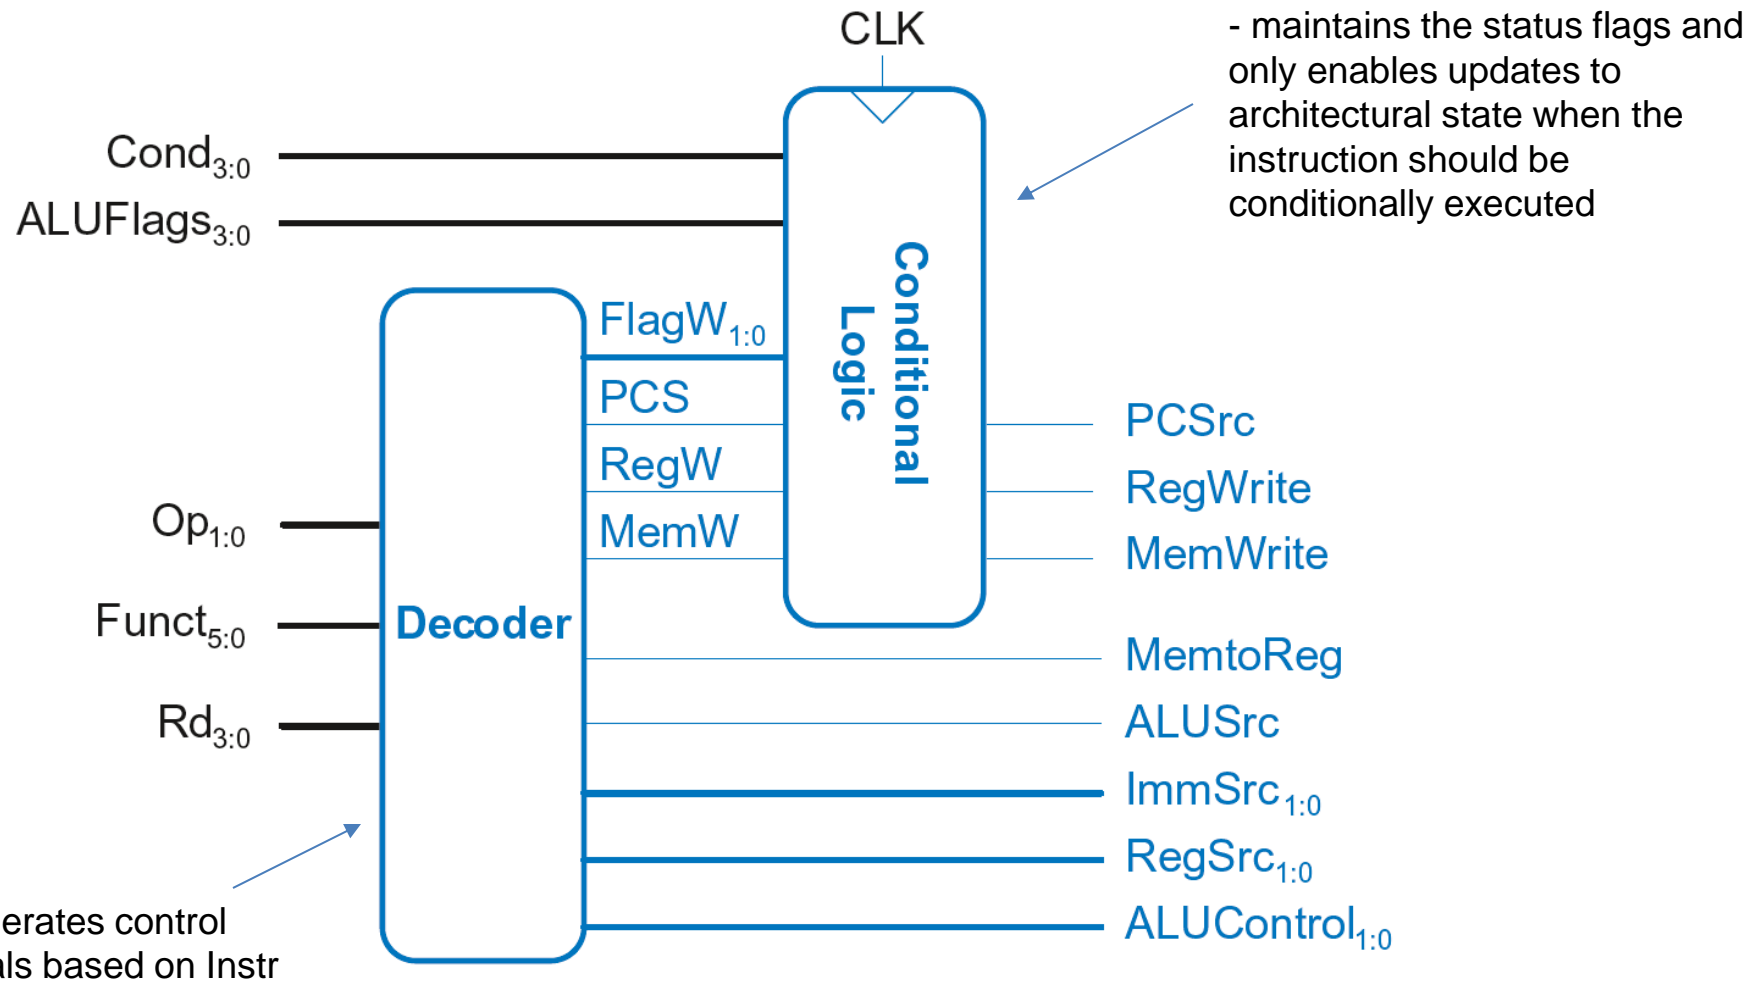 CLK
- maintains the status flags and
only enables updates to
architectural state when the
instruction should be
conditionally executed
Cond3:0
ALUFlags3:0
Conditional
Logic
FlagW1:0
PCS
RegW
MemW
PCSrc
RegWrite
MemWrite
Op1:0
Funct5:0
Rd3:0
Decoder
MemtoReg
ALUSrc
ImmSrc1:0
RegSrc1:0
ALUControl1:0
erates control
als based on Instr